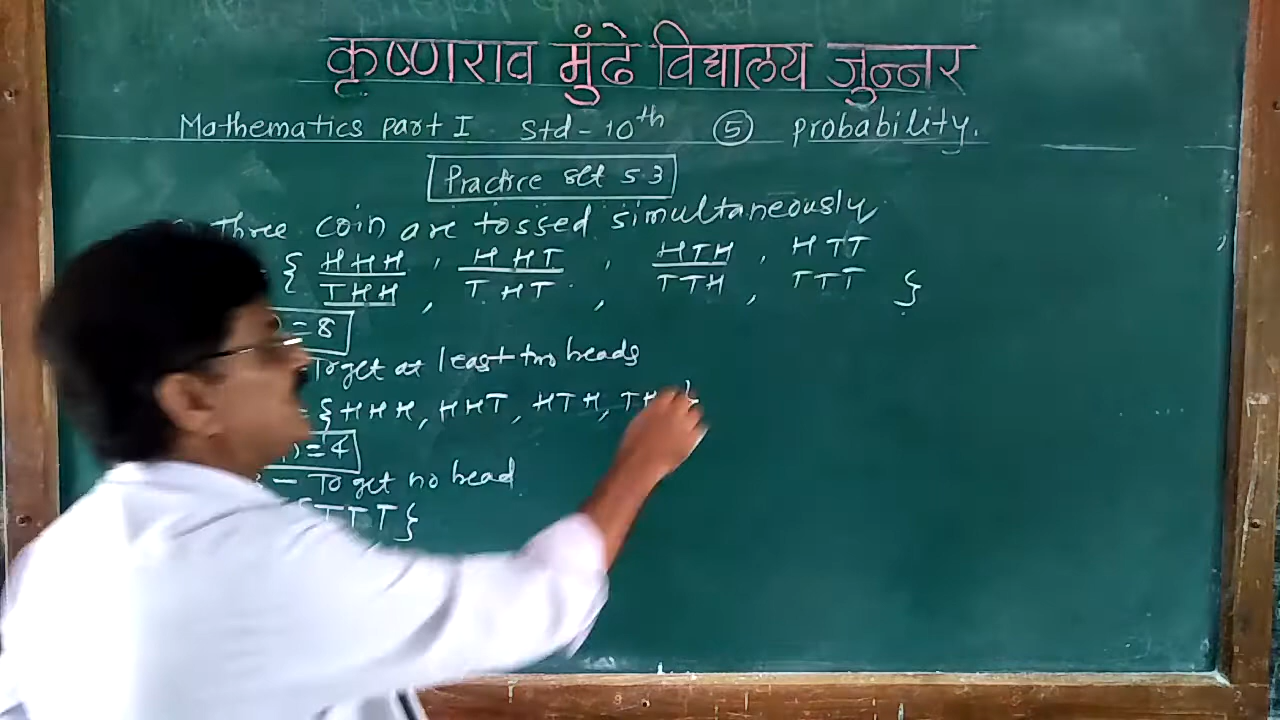 कृष्णराव मुंढे विद्यालय जुन्नर
Mathematics part I Std - 10th ⑤ probability.
Practice set 5.3
Three coin are tossed simultaneously
{ HHH , HHT , HTH , HTT
THH , THT , TTH , TTT }
= 8
To get at least two heads
= { HHH, HHT, HTH, TH }
) = 4
- To get no head
{ TTT }